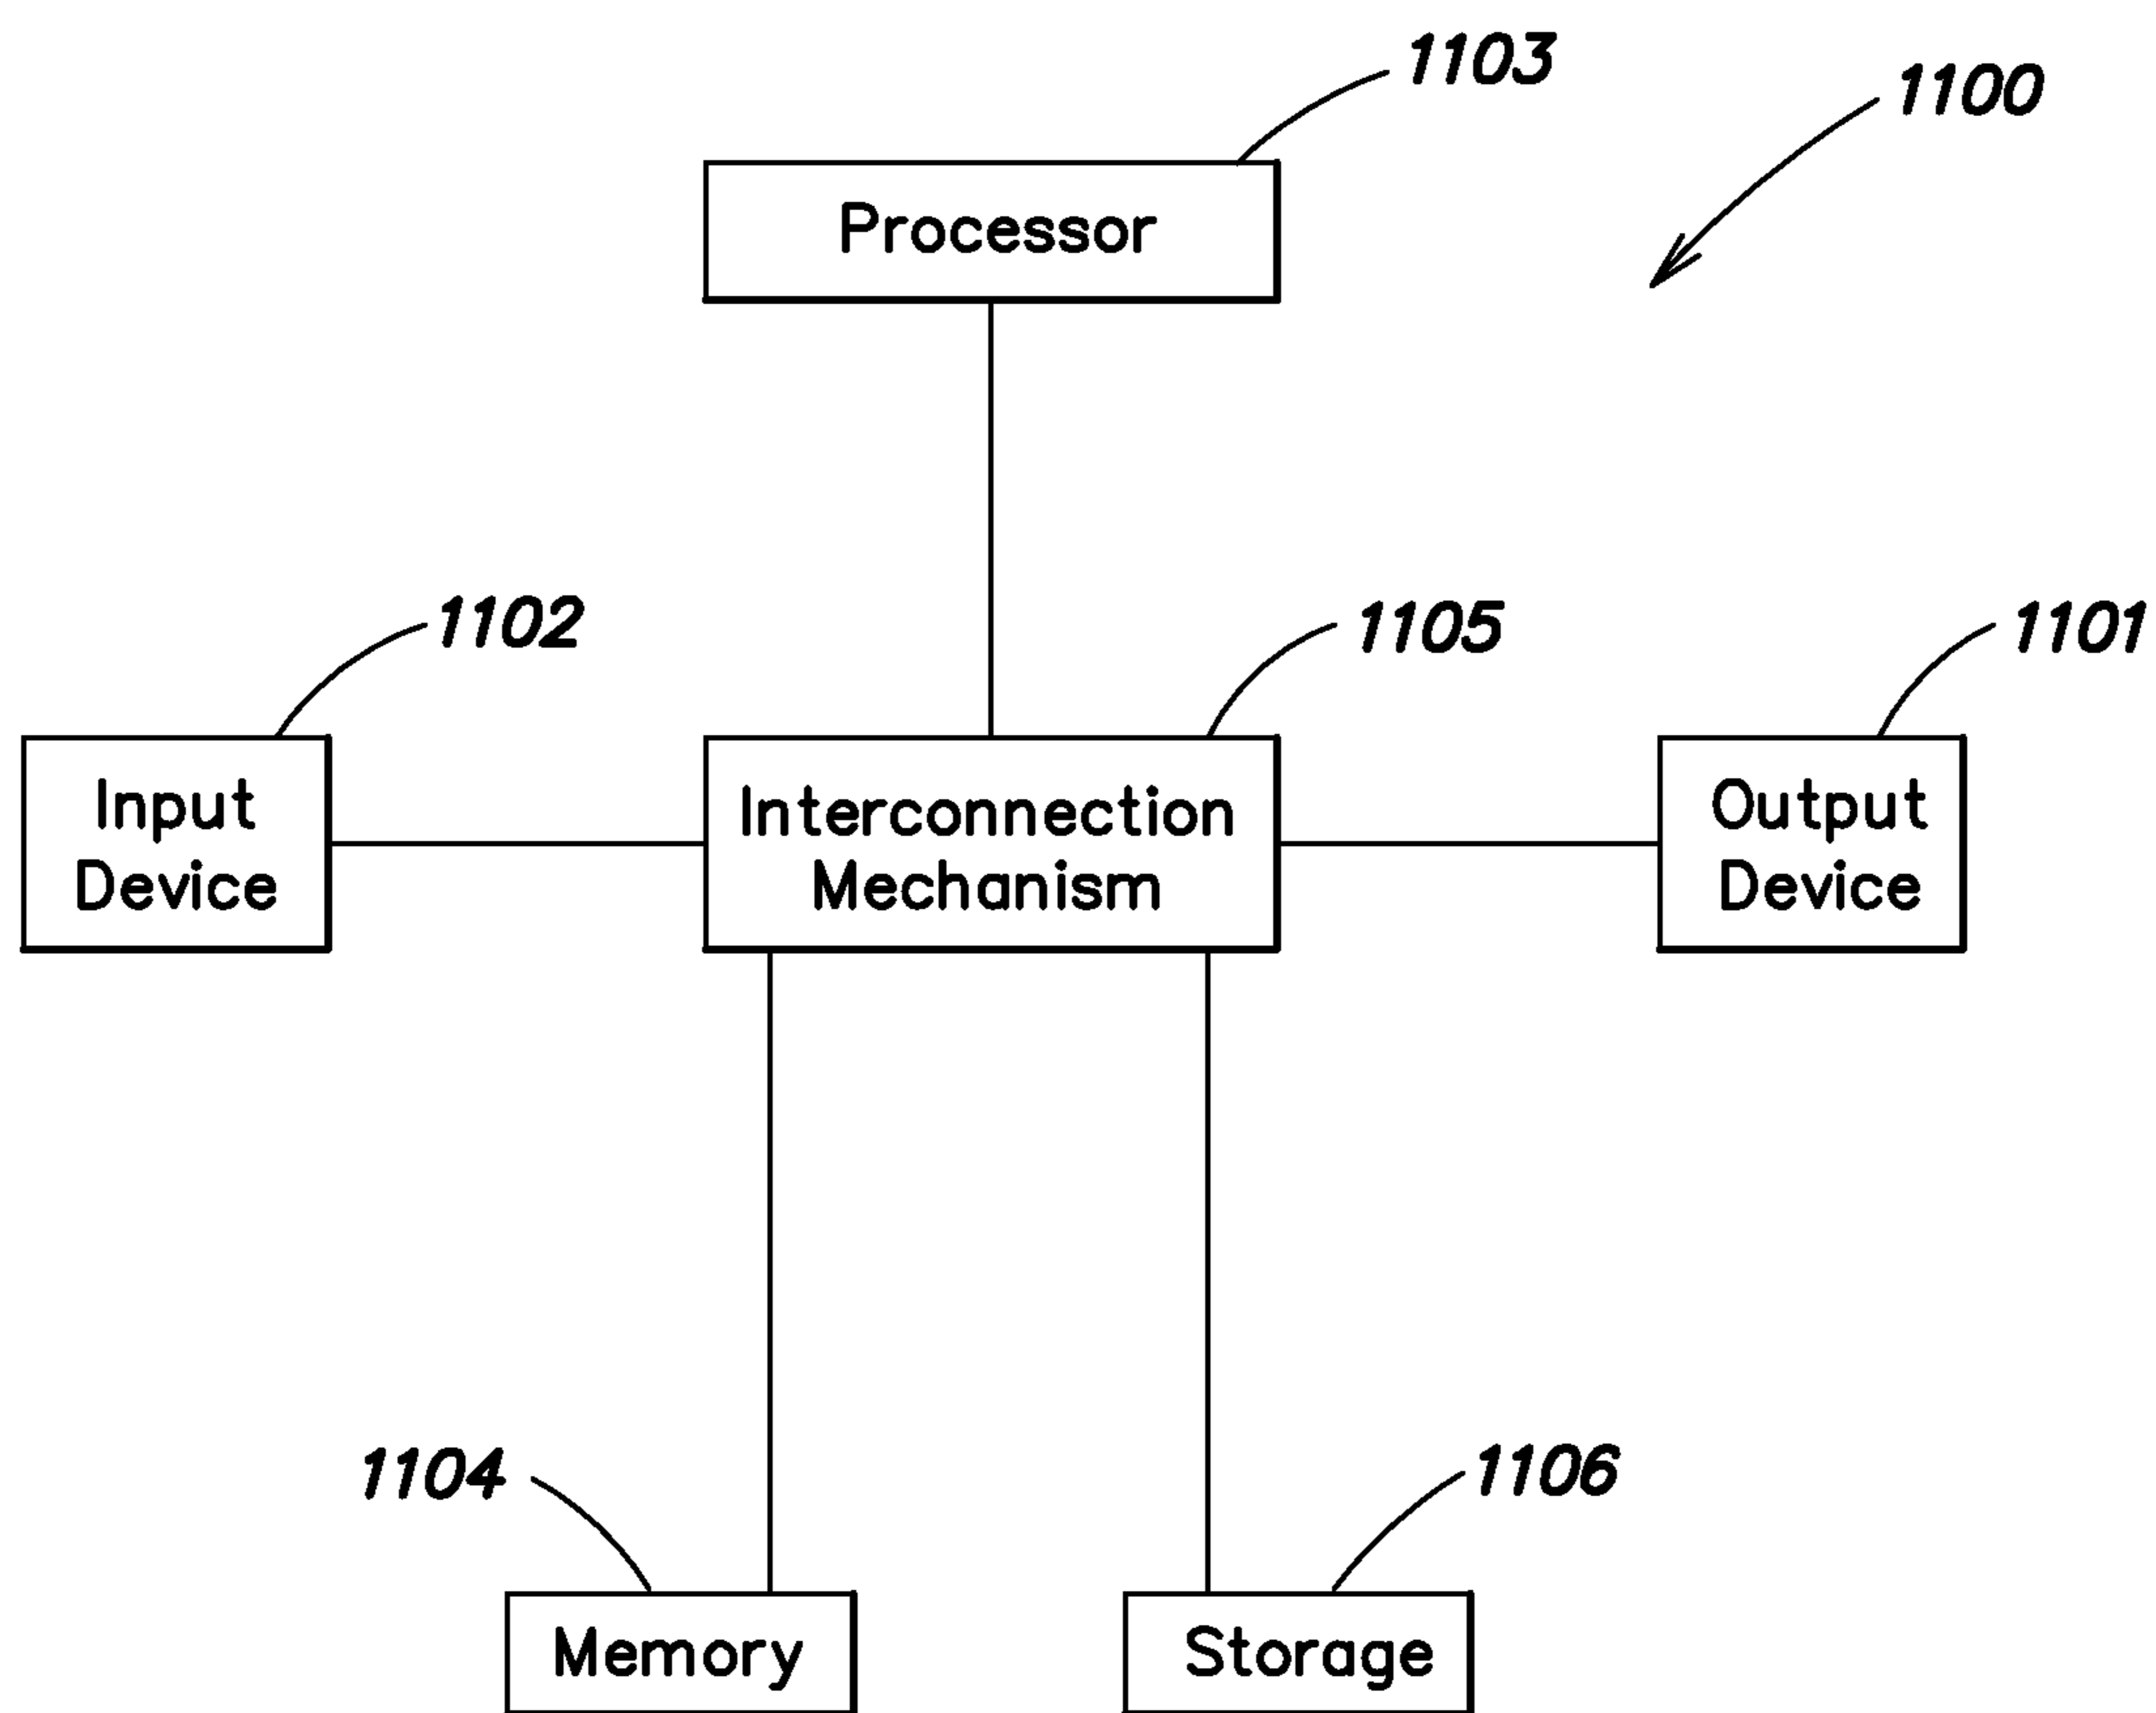 1103
1100
Processor
1102
1105
1101
Input
Device
Interconnection
Mechanism
Output
Device
1104
1106
Memory
Storage